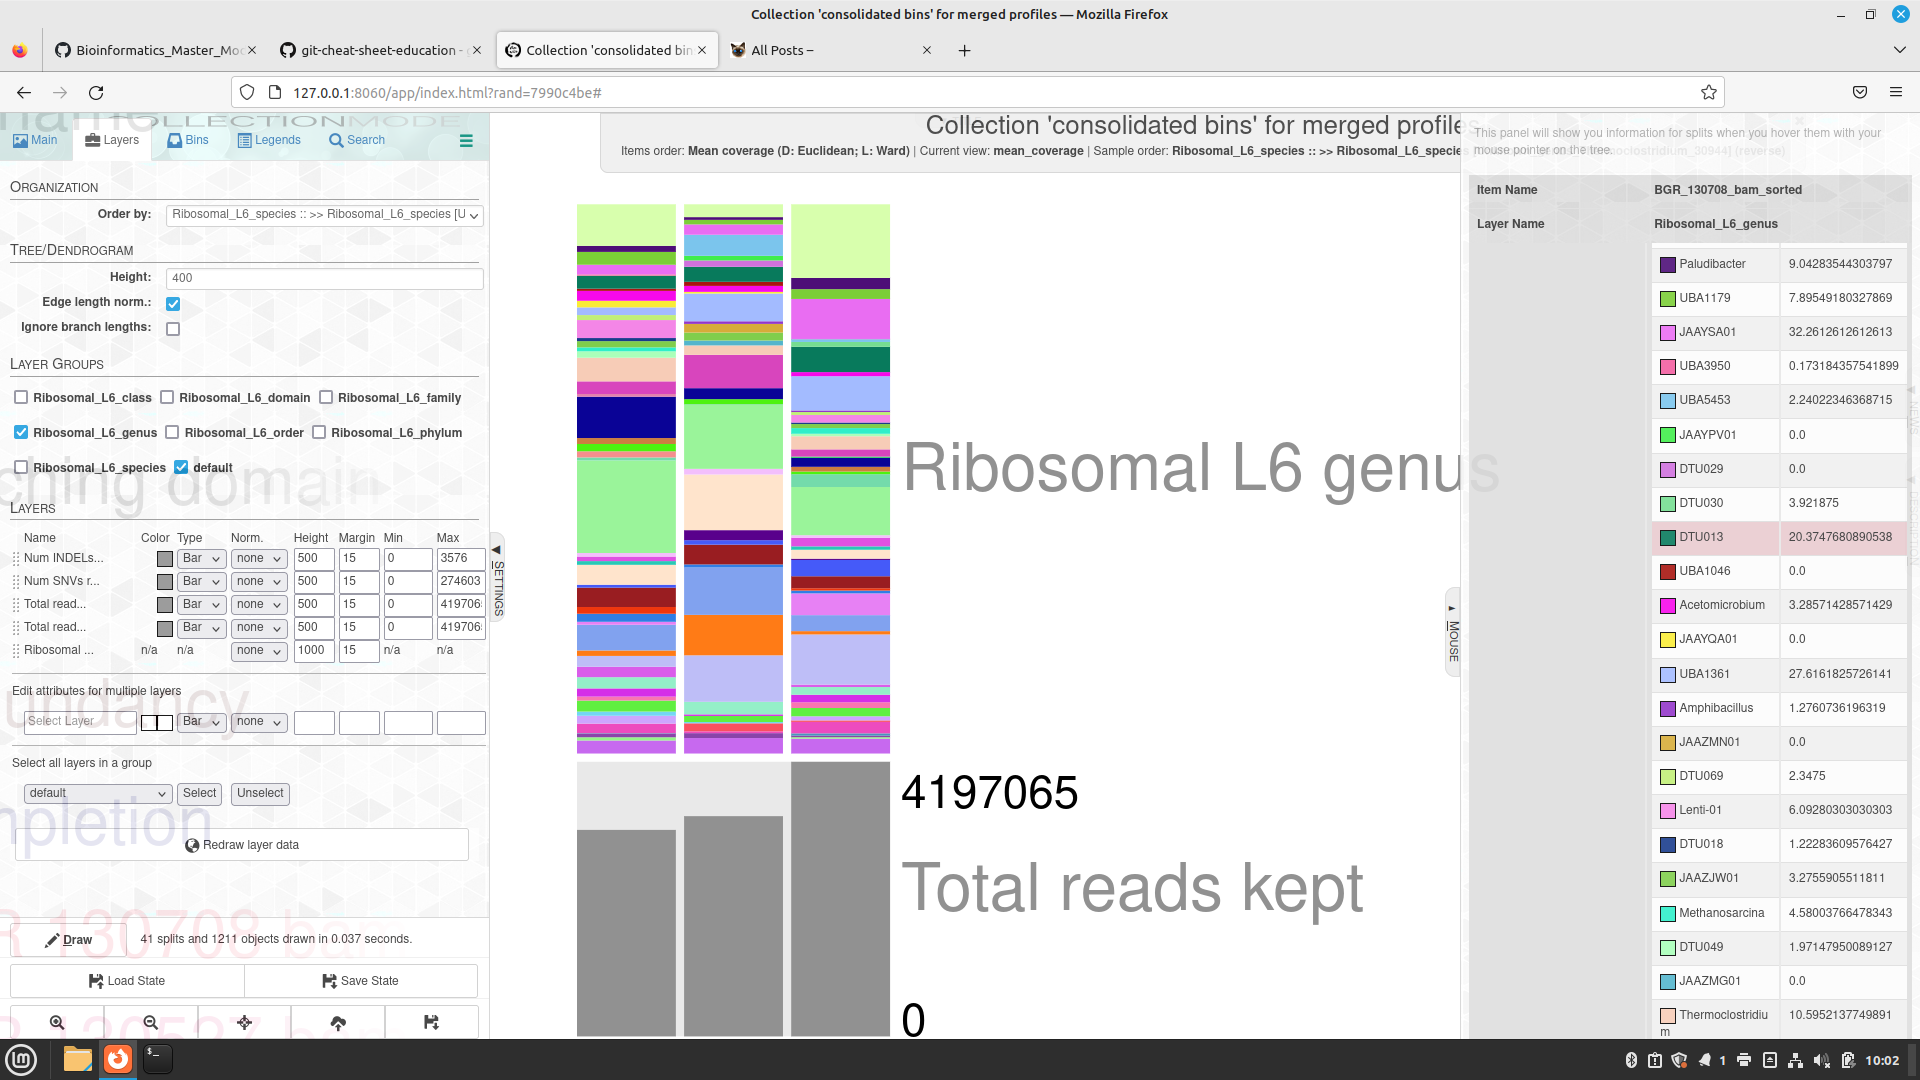 Collection 'consolidated bins' for merged profiles — Mozilla Firefox
Bioinformatics_Master_Moc
git-cheat-sheet-education -
Collection 'consolidated bin
All Posts –
127.0.0.1:8060/app/index.html?rand=7990c4be#
COLLECTION MODE
Main
Layers
Bins
Legends
Search
ORGANIZATION
Order by:
Ribosomal_L6_species :: >> Ribosomal_L6_species [U
TREE/DENDROGRAM
Height:
400
Edge length norm.:
Ignore branch lengths:
LAYER GROUPS
Ribosomal_L6_class
Ribosomal_L6_domain
Ribosomal_L6_family
Ribosomal_L6_genus
Ribosomal_L6_order
Ribosomal_L6_phylum
Ribosomal_L6_species
default
ching domain
LAYERS
Name Color Type Norm. Height Margin Min Max
Num INDELs... Bar none 500 15 0 3576
Num SNVs r... Bar none 500 15 0 274603
Total read... Bar none 500 15 0 419706
Total read... Bar none 500 15 0 419706
Ribosomal ... n/a n/a none 1000 15 n/a n/a
Edit attributes for multiple layers
undancy
Select Layer
Bar
none
Select all layers in a group
default
Select
Unselect
mpletion
Redraw layer data
R 130708 ba
Draw
41 splits and 1211 objects drawn in 0.037 seconds.
Load State
Save State
SETTINGS
Collection 'consolidated bins' for merged profiles
Items order: Mean coverage (D: Euclidean; L: Ward) | Current view: mean_coverage | Sample order: Ribosomal_L6_species :: >> Ribosomal_L6_specie
Ribosomal L6 genus
4197065
Total reads kept
0
MOUSE
This panel will show you information for splits when you hover them with your
mouse pointer on the tree.
Item Name BGR_130708_bam_sorted
Layer Name Ribosomal_L6_genus
Paludibacter 9.04283544303797
UBA1179 7.89549180327869
JAAYSA01 32.2612612612613
UBA3950 0.173184357541899
UBA5453 2.24022346368715
JAAYPV01 0.0
DTU029 0.0
DTU030 3.921875
DTU013 20.3747680890538
UBA1046 0.0
Acetomicrobium 3.28571428571429
JAAYQA01 0.0
UBA1361 27.6161825726141
Amphibacillus 1.2760736196319
JAAZMN01 0.0
DTU069 2.3475
Lenti-01 6.09280303030303
DTU018 1.22283609576427
JAAZJW01 3.2755905511811
Methanosarcina 4.58003766478343
DTU049 1.97147950089127
JAAZMG01 0.0
Thermoclostridiu
m
10.5952137749891
1
10:02